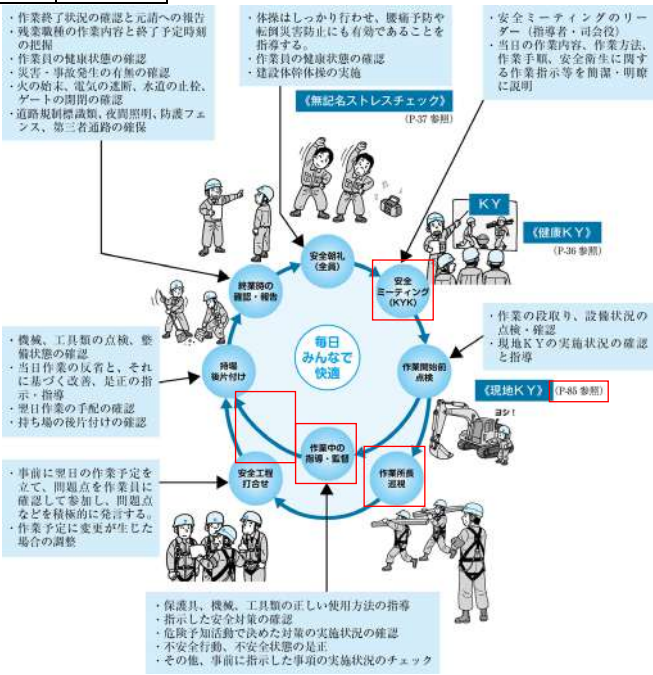 ・作業終了状況の確認と元請への報告
・残業職種の作業内容と終了予定時刻
の把握
・作業員の健康状態の確認
・災害・事故発生の有無の確認
・火の始末、電気の遮断、水道の止栓、
ゲートの開閉の確認
・道路規制標識類、夜間照明、防護フェ
ンス、第三者通路の確保
・体操はしっかり行わせ、腰痛予防や
転倒災害防止にも有効であることを
指導する。
・作業員の健康状態の確認
・建設体幹体操の実施
《無記名ストレスチェック》
(P-37 参照)
・安全ミーティングのリー
ダー（指導者・司会役）
・当日の作業内容、作業方法、
作業手順、安全衛生に関す
る作業指示等を簡潔・明瞭
に説明
KY
《健康KY》
(P-36 参照)
安全朝礼
(全員)
安全
ミーティング
(KYK)
終業時の
確認・報告
毎日
みんなで
快適
・作業の段取り、設備状況の
点検・確認
・現地KYの実施状況の確認
と指導
作業開始前
点検
《現地KY》
(P-85 参照)
ヨシ！
・機械、工具類の点検、整
備状態の確認
・当日作業の反省と、それ
に基づく改善、是正の指
示・指導
・翌日作業の手配の確認
・持ち場の後片付けの確認
持場
後片付け
作業中の
指導・監督
作業所長
巡視
安全工程
打合せ
・事前に翌日の作業予定を
立て、問題点を作業員に
確認して参加し、問題点
などを積極的に発言する。
・作業予定に変更が生じた
場合の調整
・保護具、機械、工具類の正しい使用方法の指導
・指示した安全対策の確認
・危険予知活動で決めた対策の実施状況の確認
・不安全行動、不安全状態の是正
・その他、事前に指示した事項の実施状況のチェック